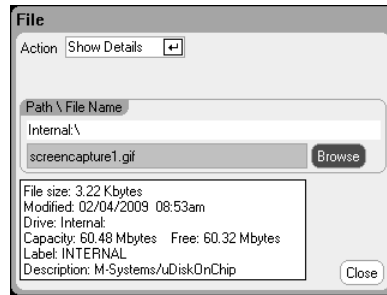 File
Action Show Details
Path \ File Name
Internal:\
screencapture1.gif Browse
File size: 3.22 Kbytes
Modified: 02/04/2009 08:53am
Drive: Internal:
Capacity: 60.48 Mbytes Free: 60.32 Mbytes
Label: INTERNAL
Description: M-Systems/uDiskOnChip
Close